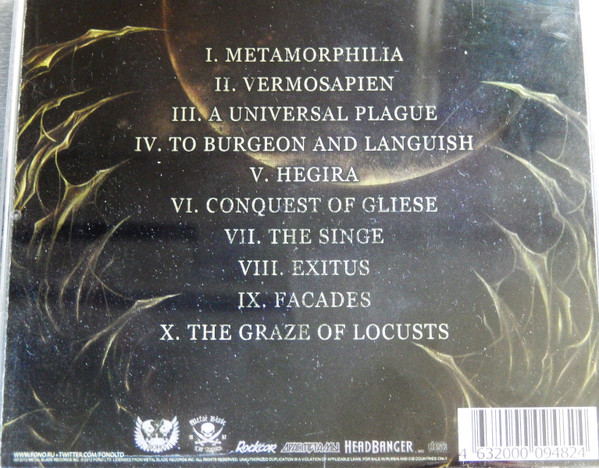 I. METAMORPHILIA
II. VERMOSAPIEN
III. A UNIVERSAL PLAGUE
IV. TO BURGEON AND LANGUISH
V. HEGIRA
VI. CONQUEST OF GLIESE
VII. THE SINGE
VIII. EXITUS
IX. FACADES
X. THE GRAZE OF LOCUSTS
Metal Blade
Rockcor
HEADBANGER
WWW.FONO.RU • TWITTER.COM/FONOLTD
4 632000 094824